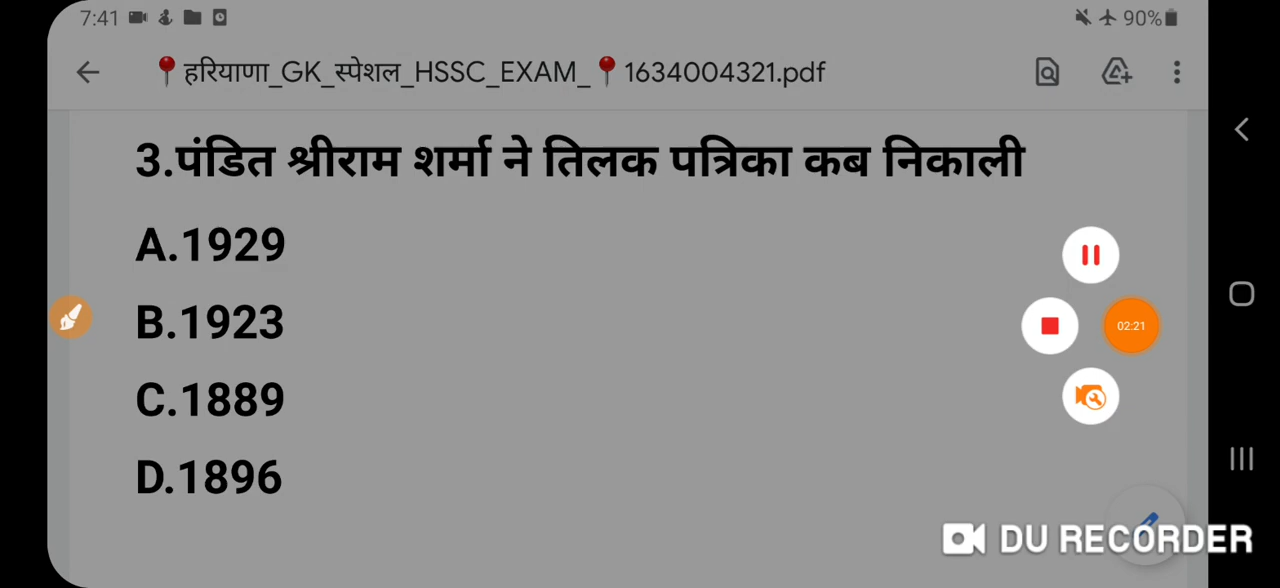 7:41
90%
📍हरियाणा_GK_स्पेशल_HSSC_EXAM_📍1634004321.pdf
3.पंडित श्रीराम शर्मा ने तिलक पत्रिका कब निकाली
A.1929
B.1923
C.1889
D.1896
02:21
DU RECORDER